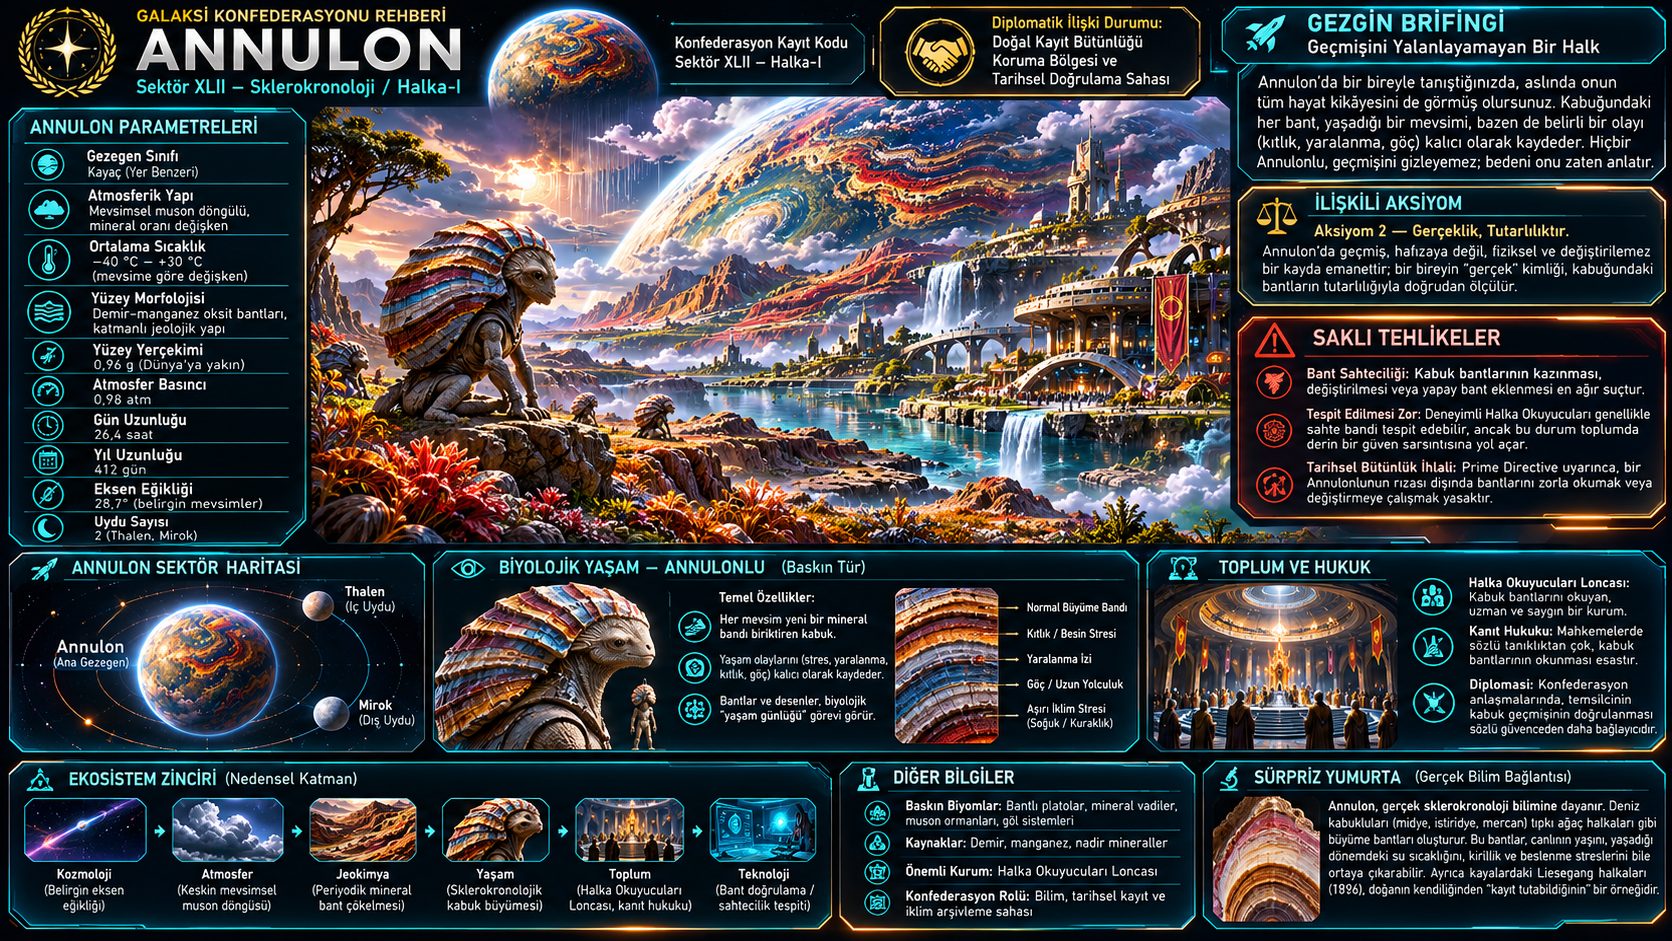 GALAKSİ KONFEDERASYONU REHBERİ
ANNULON
Sektör XLII – Sklerokronoloji / Halka-I
Konfederasyon Kayıt Kodu
Sektör XLII – Halka-I
Diplomatik İlişki Durumu:
Doğal Kayıt Bütünlüğü
Koruma Bölgesi ve
Tarihsel Doğrulama Sahası
GEZGİN BRİFİNGİ
Geçmişini Yalanlayamayan Bir Halk
Annulon'da bir bireyle tanıştığınızda, aslında onun
tüm hayat kikâyesini de görmüş olursunuz. Kabuğundaki
her bant, yaşadığı bir mevsimi, bazen de belirli bir olayı
(kıtlık, yaralanma, göç) kalıcı olarak kaydeder. Hiçbir
Annulonlu, geçmişini gizleyemez; bedeni onu zaten anlatır.
ANNULON PARAMETRELERİ
Gezegen Sınıfı
Kayaç (Yer Benzeri)
Atmosferik Yapı
Mevsimsel muson döngülü,
mineral oranı değişken
Ortalama Sıcaklık
−40 °C — +30 °C
(mevsime göre değişken)
Yüzey Morfolojisi
Demir–manganez oksit bantları,
katmanlı jeolojik yapı
Yüzey Yerçekimi
0,96 g (Dünya'ya yakın)
Atmosfer Basıncı
0,98 atm
Gün Uzunluğu
26,4 saat
Yıl Uzunluğu
412 gün
Eksen Eğikliği
28,7° (belirgin mevsimler)
Uydu Sayısı
2 (Thalen, Mirok)
İLİŞKİLİ AKSİYOM
Aksiyom 2 — Gerçeklik, Tutarlılıktır.
Annulon'da geçmiş, hafızaya değil, fiziksel ve değiştirilemez
bir kayda emanettir; bir bireyin "gerçek" kimliği, kabuğundaki
bantların tutarlılığıyla doğrudan ölçülür.
SAKLI TEHLİKELER
Bant Sahteciliği: Kabuk bantlarının kazınması,
değiştirilmesi veya yapay bant eklenmesi en ağır suçtur.
Tespit Edilmesi Zor: Deneyimli Halka Okuyucuları genellikle
sahte bandı tespit edebilir, ancak bu durum toplumda
derin bir güven sarsıntısına yol açar.
Tarihsel Bütünlük İhlali: Prime Directive uyarınca, bir
Annulonlunun rızası dışında bantlarını zorla okumak veya
değiştirmeye çalışmak yasaktır.
ANNULON SEKTÖR HARİTASI
Thalen
(İç Uydu)
Annulon
(Ana Gezegen)
Mirok
(Dış Uydu)
BİYOLOJİK YAŞAM – ANNULONLU (Baskın Tür)
Temel Özellikler:
Her mevsim yeni bir mineral
bandı biriktiren kabuk.
Yaşam olaylarını (stres, yaralanma,
kıtlık, göç) kalıcı olarak kaydeder.
Bantlar ve desenler, biyolojik
"yaşam günlüğü" görevi görür.
Normal Büyüme Bandı
Kıtlık / Besin Stresi
Yaralanma İzi
Göç / Uzun Yolculuk
Aşırı İklim Stresi
(Soğuk / Kuraklık)
TOPLUM VE HUKUK
Halka Okuyucuları Loncası:
Kabuk bantlarını okuyan,
uzman ve saygın bir kurum.
Kanıt Hukuku: Mahkemelerde
sözlü tanıklıktan çok, kabuk
bantlarının okunması esastır.
Diplomasi: Konfederasyon
anlaşmalarında, temsilcinin
kabuk geçmişinin doğrulanması
sözlü güvenceden daha bağlayıcıdır.
EKOSİSTEM ZİNCİRİ (Nedensel Katman)
Kozmoloji
(Belirgin eksen
eğikliği)
Atmosfer
(Keskin mevsimsel
muson döngüsü)
Jeokimya
(Periyodik mineral
bant çökelmesi)
Yaşam
(Sklerokronolojik
kabuk büyümesi)
Toplum
(Halka Okuyucuları
Loncası, kanıt hukuku)
Teknoloji
(Bant doğrulama /
sahtecilik tespiti)
DİĞER BİLGİLER
Baskın Biyomlar: Bantlı platolar, mineral vadiler,
muson ormanları, göl sistemleri
Kaynaklar: Demir, manganez, nadir mineraller
Önemli Kurum: Halka Okuyucuları Loncası
Konfederasyon Rolü: Bilim, tarihsel kayıt ve
iklim arşivleme sahası
SÜRPRİZ YUMURTA (Gerçek Bilim Bağlantısı)
Annulon, gerçek sklerokronoloji bilimine dayanır. Deniz
kabukluları (midye, istiridye, mercan) tıpkı ağaç halkaları gibi
büyüme bantları oluşturur. Bu bantlar, canlının yaşını, yaşadığı
dönemdeki su sıcaklığını, kirlilik ve beslenme streslerini bile
ortaya çıkarabilir. Ayrıca kayalardaki Liesegang halkaları
(1896), doğanın kendiliğinden "kayıt tutabildiğinin" bir örneğidir.